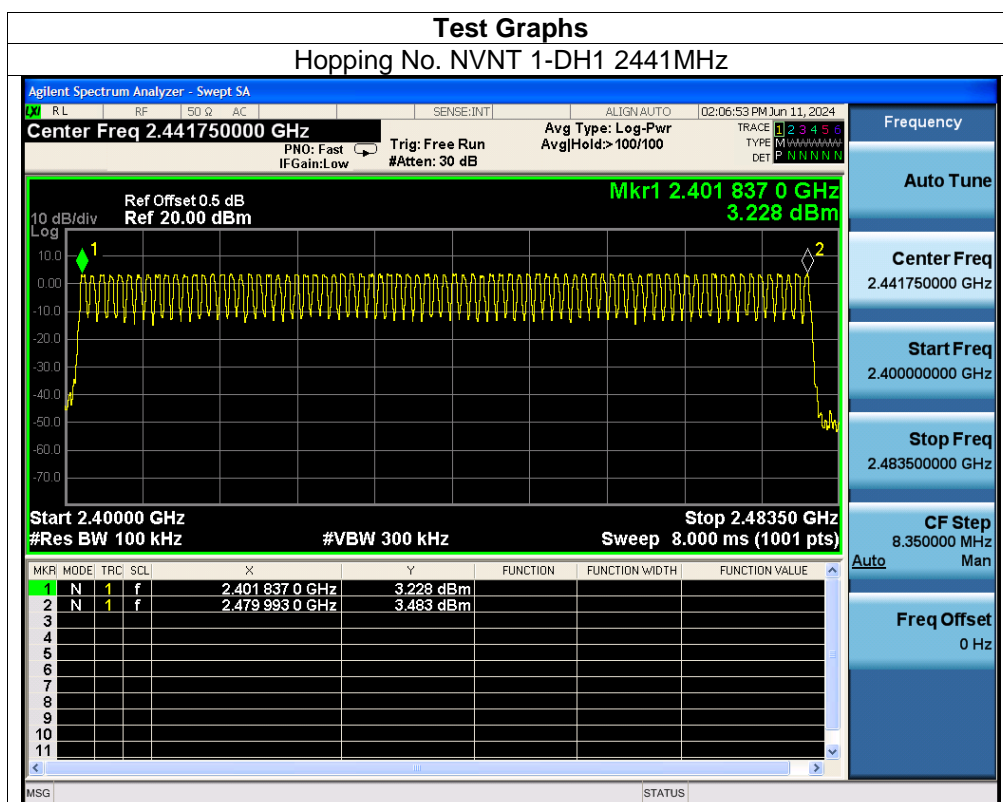 Test Graphs
Hopping No. NVNT 1-DH1 2441MHz
Agilent Spectrum Analyzer - Swept SA
LXI RL RF 50 Ω AC SENSE:INT ALIGN AUTO 02:06:53 PM Jun 11, 2024
Center Freq 2.441750000 GHz
PNO: Fast
IFGain:Low
Trig: Free Run
#Atten: 30 dB
Avg Type: Log-Pwr
Avg|Hold:>100/100
TRACE 1 2 3 4 5 6
TYPE M
DET P N N N N N
Frequency
Auto Tune
Center Freq
2.441750000 GHz
Start Freq
2.400000000 GHz
Stop Freq
2.483500000 GHz
CF Step
8.350000 MHz
Auto Man
Freq Offset
0 Hz
Mkr1 2.401 837 0 GHz
3.228 dBm
Ref Offset 0.5 dB
10 dB/div Ref 20.00 dBm
Log
1
2
10.0
0.00
-10.0
-20.0
-30.0
-40.0
-50.0
-60.0
-70.0
Start 2.40000 GHz Stop 2.48350 GHz
#Res BW 100 kHz #VBW 300 kHz Sweep 8.000 ms (1001 pts)
MKR MODE TRC SCL X Y FUNCTION FUNCTION WIDTH FUNCTION VALUE
1 N 1 f 2.401 837 0 GHz 3.228 dBm
2 N 1 f 2.479 993 0 GHz 3.483 dBm
3
4
5
6
7
8
9
10
11
MSG STATUS